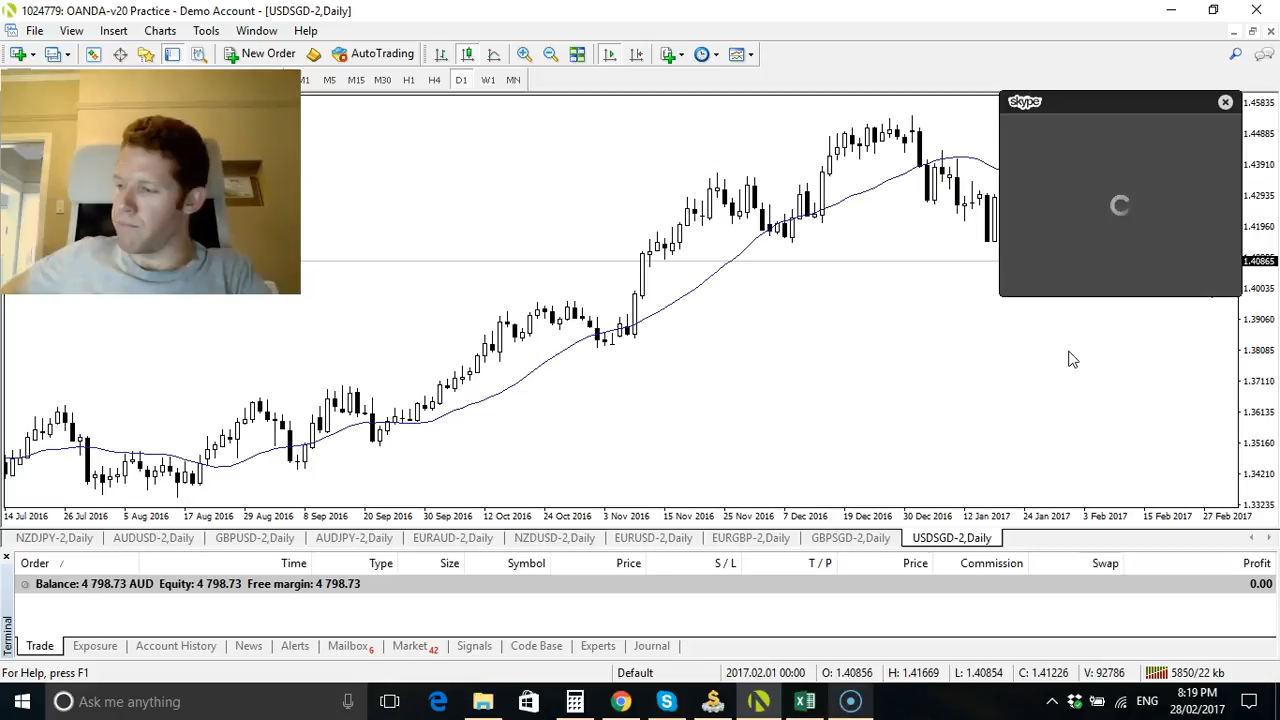 1024779: OANDA-v20 Practice - Demo Account - [USDSGD-2,Daily]
File View Insert Charts Tools Window Help
New Order AutoTrading
M5 M15 M30 H1 H4 D1 W1 MN
skype
1.45835
1.44885
1.43910
1.42935
1.41960
1.40865
1.40035
1.39060
1.38085
1.37110
1.36135
1.35160
1.34210
1.33235
14 Jul 2016 26 Jul 2016 5 Aug 2016 17 Aug 2016 29 Aug 2016 8 Sep 2016 20 Sep 2016 30 Sep 2016 12 Oct 2016 24 Oct 2016 3 Nov 2016 15 Nov 2016 25 Nov 2016 7 Dec 2016 19 Dec 2016 30 Dec 2016 12 Jan 2017 24 Jan 2017 3 Feb 2017 15 Feb 2017 27 Feb 2017
NZDJPY-2,Daily AUDUSD-2,Daily GBPUSD-2,Daily AUDJPY-2,Daily EURAUD-2,Daily NZDUSD-2,Daily EURUSD-2,Daily EURGBP-2,Daily GBPSGD-2,Daily USDSGD-2,Daily
Order / Time Type Size Symbol Price S / L T / P Price Commission Swap Profit
Balance: 4 798.73 AUD Equity: 4 798.73 Free margin: 4 798.73 0.00
Terminal
Trade Exposure Account History News Alerts Mailbox 6 Market 42 Signals Code Base Experts Journal
For Help, press F1 Default 2017.02.01 00:00 O: 1.40856 H: 1.41669 L: 1.40854 C: 1.41226 V: 92786 5850/22 kb
Ask me anything ENG 8:19 PM
28/02/2017